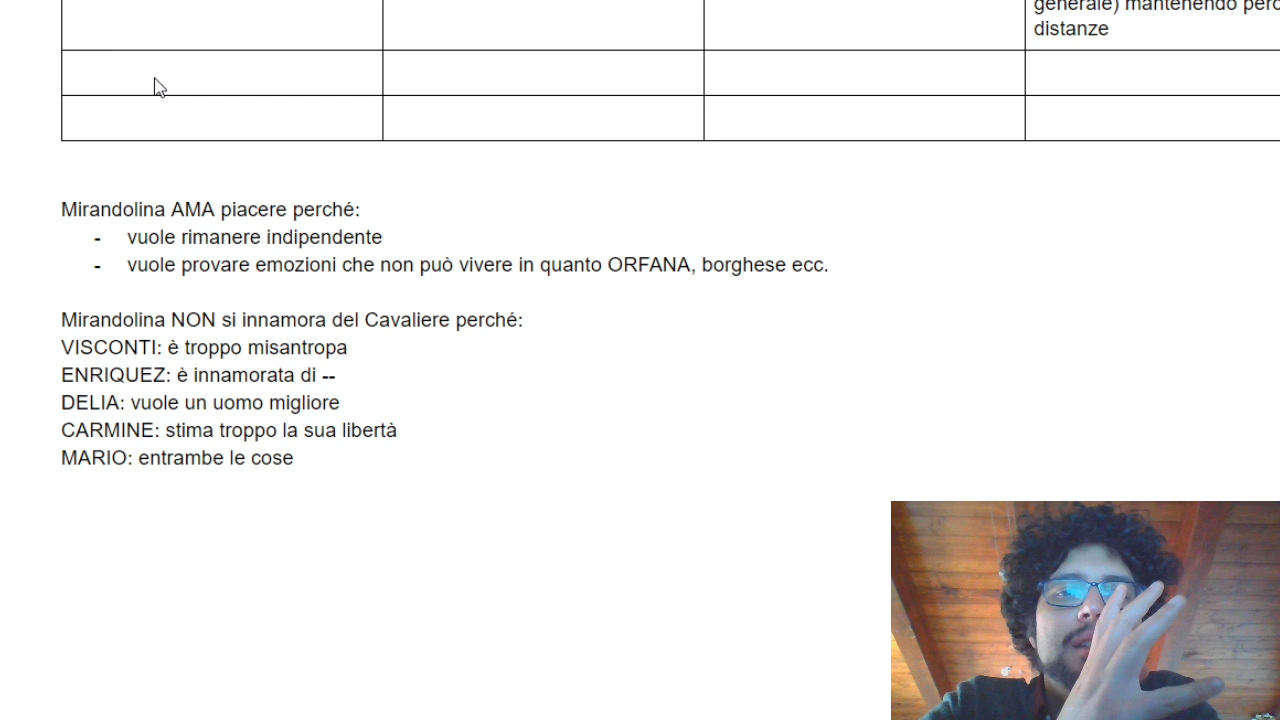 generale) mantenendo però
distanze
Mirandolina AMA piacere perché:
- vuole rimanere indipendente
- vuole provare emozioni che non può vivere in quanto ORFANA, borghese ecc.
Mirandolina NON si innamora del Cavaliere perché:
VISCONTI: è troppo misantropa
ENRIQUEZ: è innamorata di --
DELIA: vuole un uomo migliore
CARMINE: stima troppo la sua libertà
MARIO: entrambe le cose